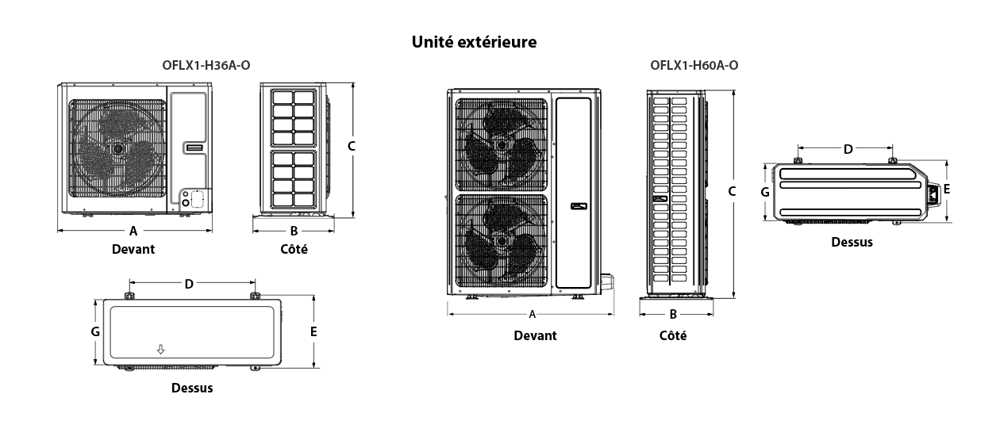 Unité extérieure
OFLX1-H36A-O
A
Devant
B
C
Côté
D
G
E
Dessus
OFLX1-H60A-O
A
Devant
B
C
Côté
D
G
E
Dessus